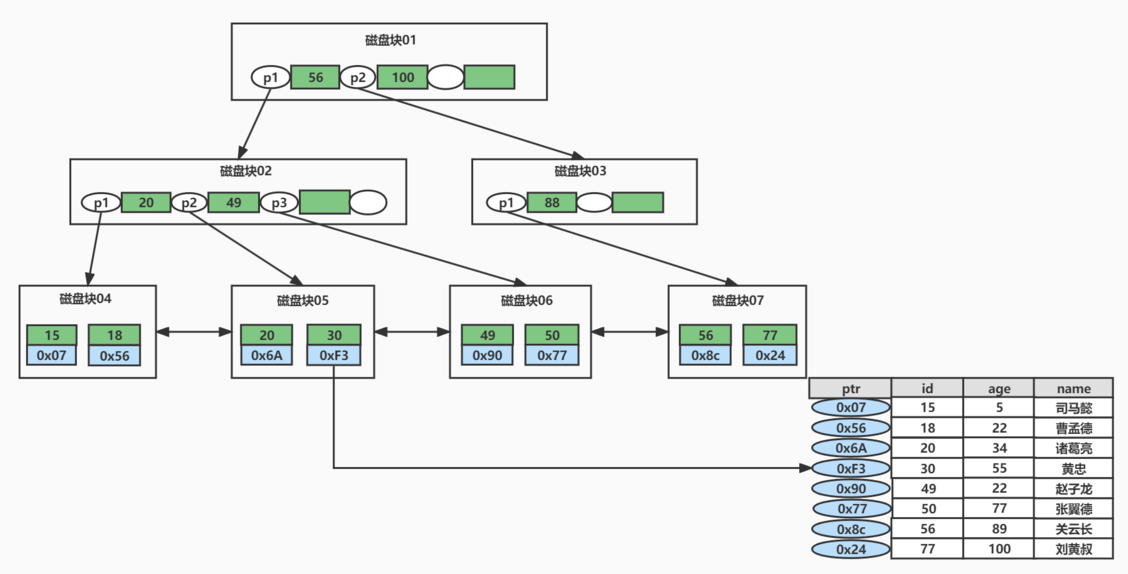 磁盘块01
p1 56 p2 100
磁盘块02
p1 20 p2 49 p3
磁盘块03
p1 88
磁盘块04
15 18
0x07 0x56
磁盘块05
20 30
0x6A 0xF3
磁盘块06
49 50
0x90 0x77
磁盘块07
56 77
0x8c 0x24
ptr id age name
0x07 15 5 司马懿
0x56 18 22 曹孟德
0x6A 20 34 诸葛亮
0xF3 30 55 黄忠
0x90 49 22 赵子龙
0x77 50 77 张翼德
0x8c 56 89 关云长
0x24 77 100 刘黄叔